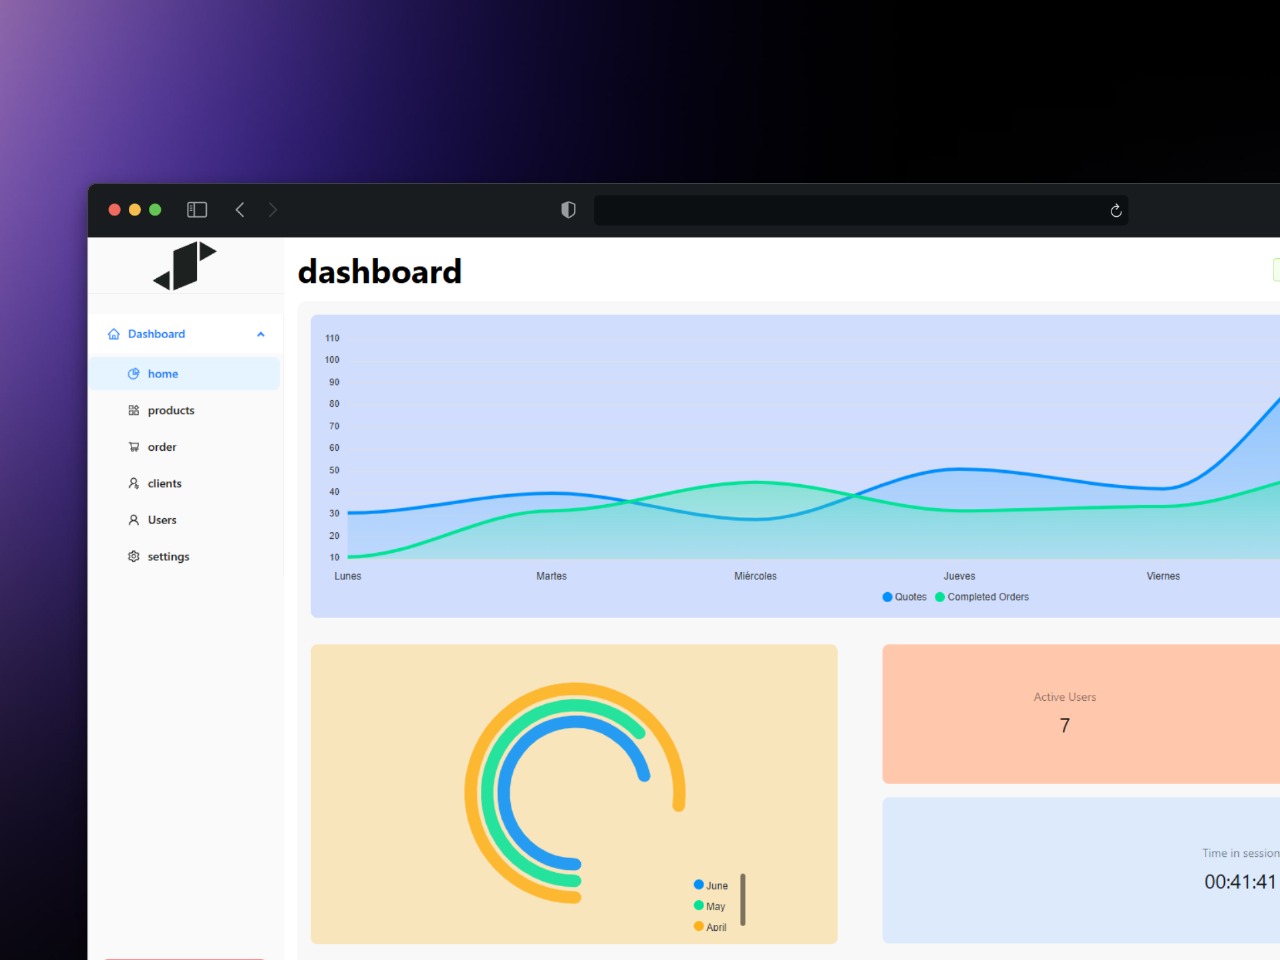 dashboard
Dashboard
home
products
order
clients
Users
settings
110
100
90
80
70
60
50
40
30
20
10
Lunes Martes Miércoles Jueves Viernes
Quotes Completed Orders
June
May
April
Active Users
7
Time in session
00:41:41